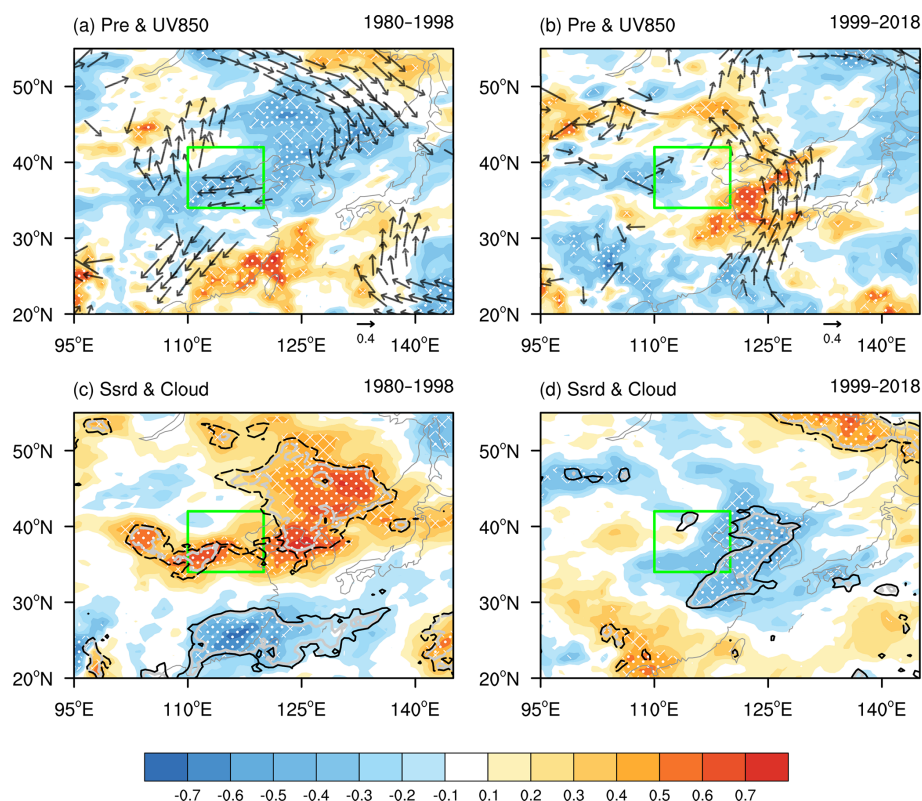 (a) Pre & UV850 1980−1998 (b) Pre & UV850 1999−2018
50°N 50°N
40°N 40°N
30°N 30°N
20°N 20°N
0.4 0.4
95°E 110°E 125°E 140°E 95°E 110°E 125°E 140°E
(c) Ssrd & Cloud 1980−1998 (d) Ssrd & Cloud 1999−2018
50°N 50°N
40°N 40°N
30°N 30°N
20°N 20°N
95°E 110°E 125°E 140°E 95°E 110°E 125°E 140°E
-0.7 -0.6 -0.5 -0.4 -0.3 -0.2 -0.1 0.1 0.2 0.3 0.4 0.5 0.6 0.7